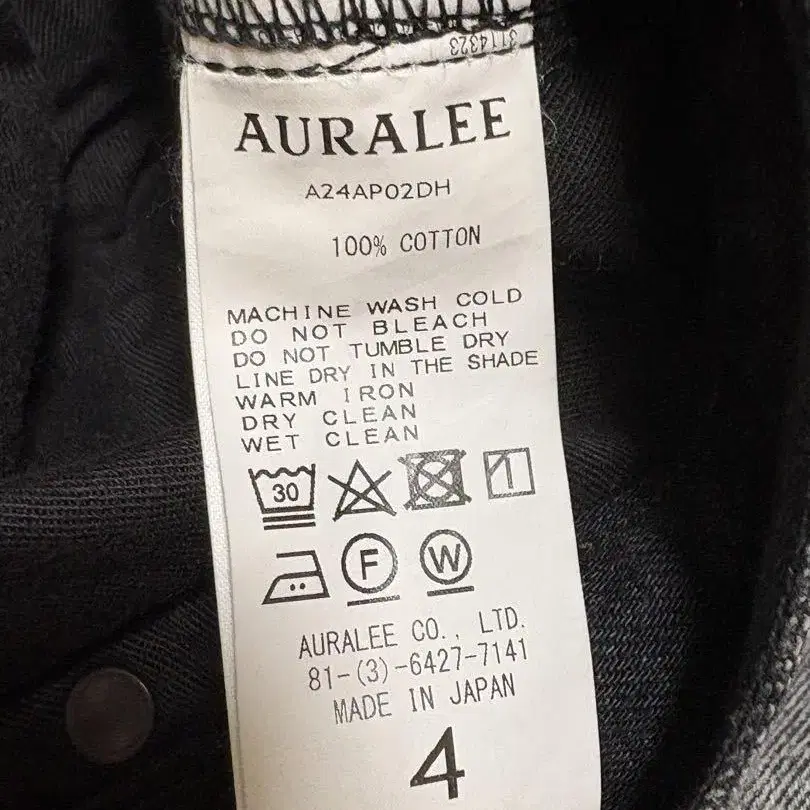 3114323
AURALEE
A24AP02DH
100% COTTON
MACHINE WASH COLD
DO NOT BLEACH
DO NOT TUMBLE DRY
LINE DRY IN THE SHADE
WARM IRON
DRY CLEAN
WET CLEAN
30
F W
AURALEE CO., LTD.
81-(3)-6427-7141
MADE IN JAPAN
4